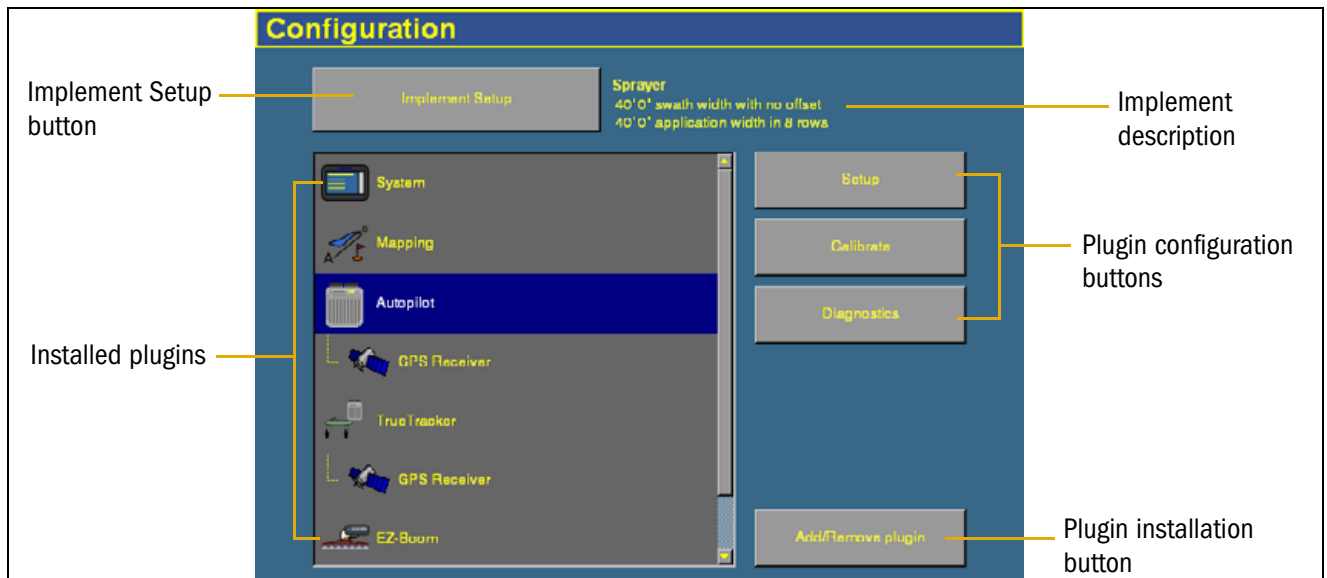 Configuration
Implement Setup
button
Implement Setup
Sprayer
40'0" swath width with no offset
40'0" application width in 8 rows
Implement
description
System
Mapping
Autopilot
GPS Receiver
TrueTracker
GPS Receiver
EZ-Boom
Installed plugins
Setup
Calibrate
Diagnostics
Plugin configuration
buttons
Add/Remove plugin
Plugin installation
button